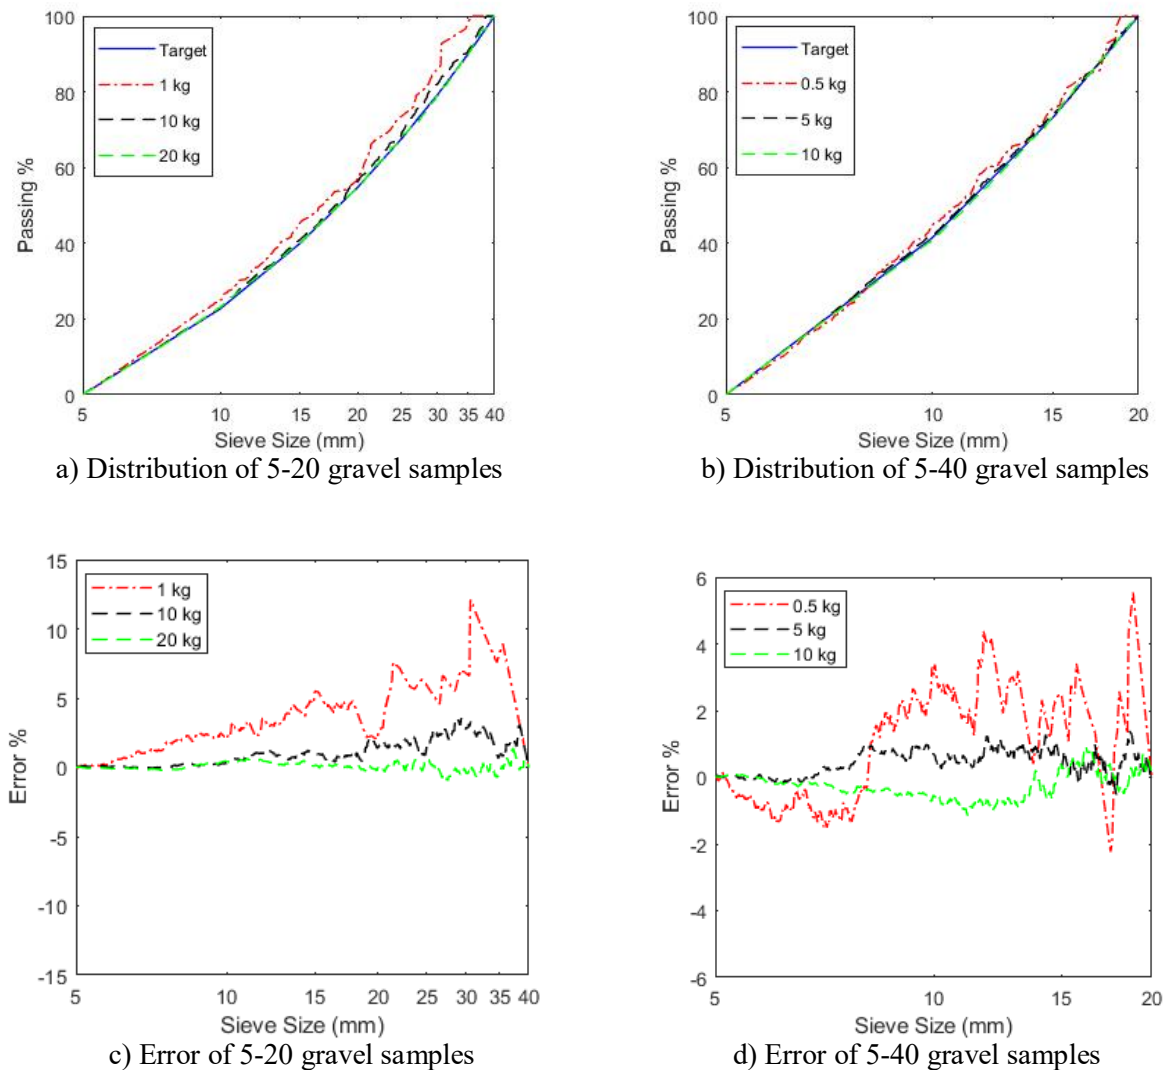 100
80
60
40
20
0
Passing %
Target
1 kg
10 kg
20 kg
5 10 15 20 25 30 35 40
Sieve Size (mm)
a) Distribution of 5-20 gravel samples
100
80
60
40
20
0
Passing %
Target
0.5 kg
5 kg
10 kg
5 10 15 20
Sieve Size (mm)
b) Distribution of 5-40 gravel samples
15
10
5
0
-5
-10
-15
Error %
1 kg
10 kg
20 kg
5 10 15 20 25 30 35 40
Sieve Size (mm)
c) Error of 5-20 gravel samples
6
4
2
0
-2
-4
-6
Error %
0.5 kg
5 kg
10 kg
5 10 15 20
Sieve Size (mm)
d) Error of 5-40 gravel samples